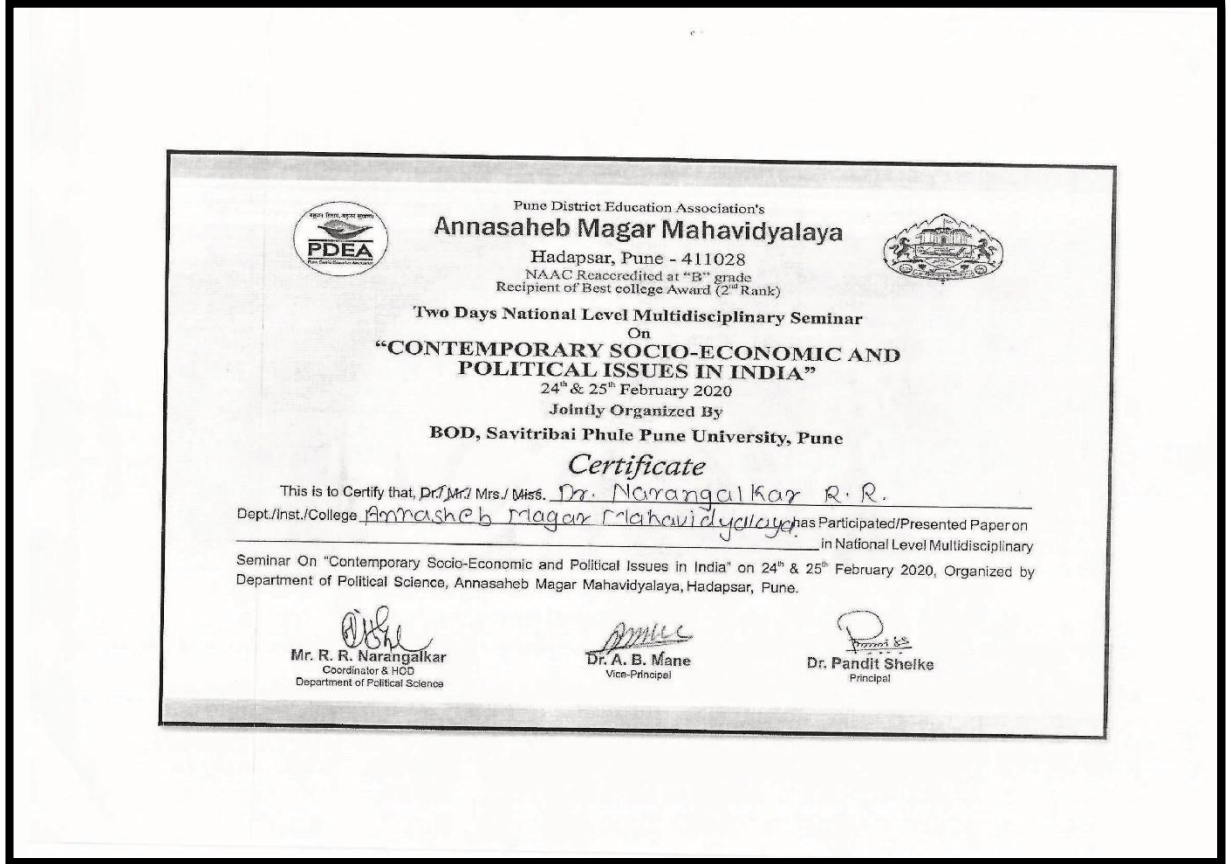 Pune District Education Association's
Annasaheb Magar Mahavidyalaya
PDEA
Hadapsar, Pune - 411028
NAAC Reaccredited at "B" grade
Recipient of Best college Award (2nd Rank)
Two Days National Level Multidisciplinary Seminar
On
“CONTEMPORARY SOCIO-ECONOMIC AND
POLITICAL ISSUES IN INDIA”
24th & 25th February 2020
Jointly Organized By
BOD, Savitribai Phule Pune University, Pune
Certificate
This is to Certify that, Dr./Mr./ Mrs./ Miss. Dr. Narangalkar R. R.
Dept./Inst./College Annasheb Magar Mahavidyalaya has Participated/Presented Paper on
in National Level Multidisciplinary
Seminar On "Contemporary Socio-Economic and Political Issues in India" on 24th & 25th February 2020, Organized by
Department of Political Science, Annasaheb Magar Mahavidyalaya, Hadapsar, Pune.
Mr. R. R. Narangalkar
Coordinator & HOD
Department of Political Science
Dr. A. B. Mane
Vice-Principel
Dr. Pandit Shelke
Principal